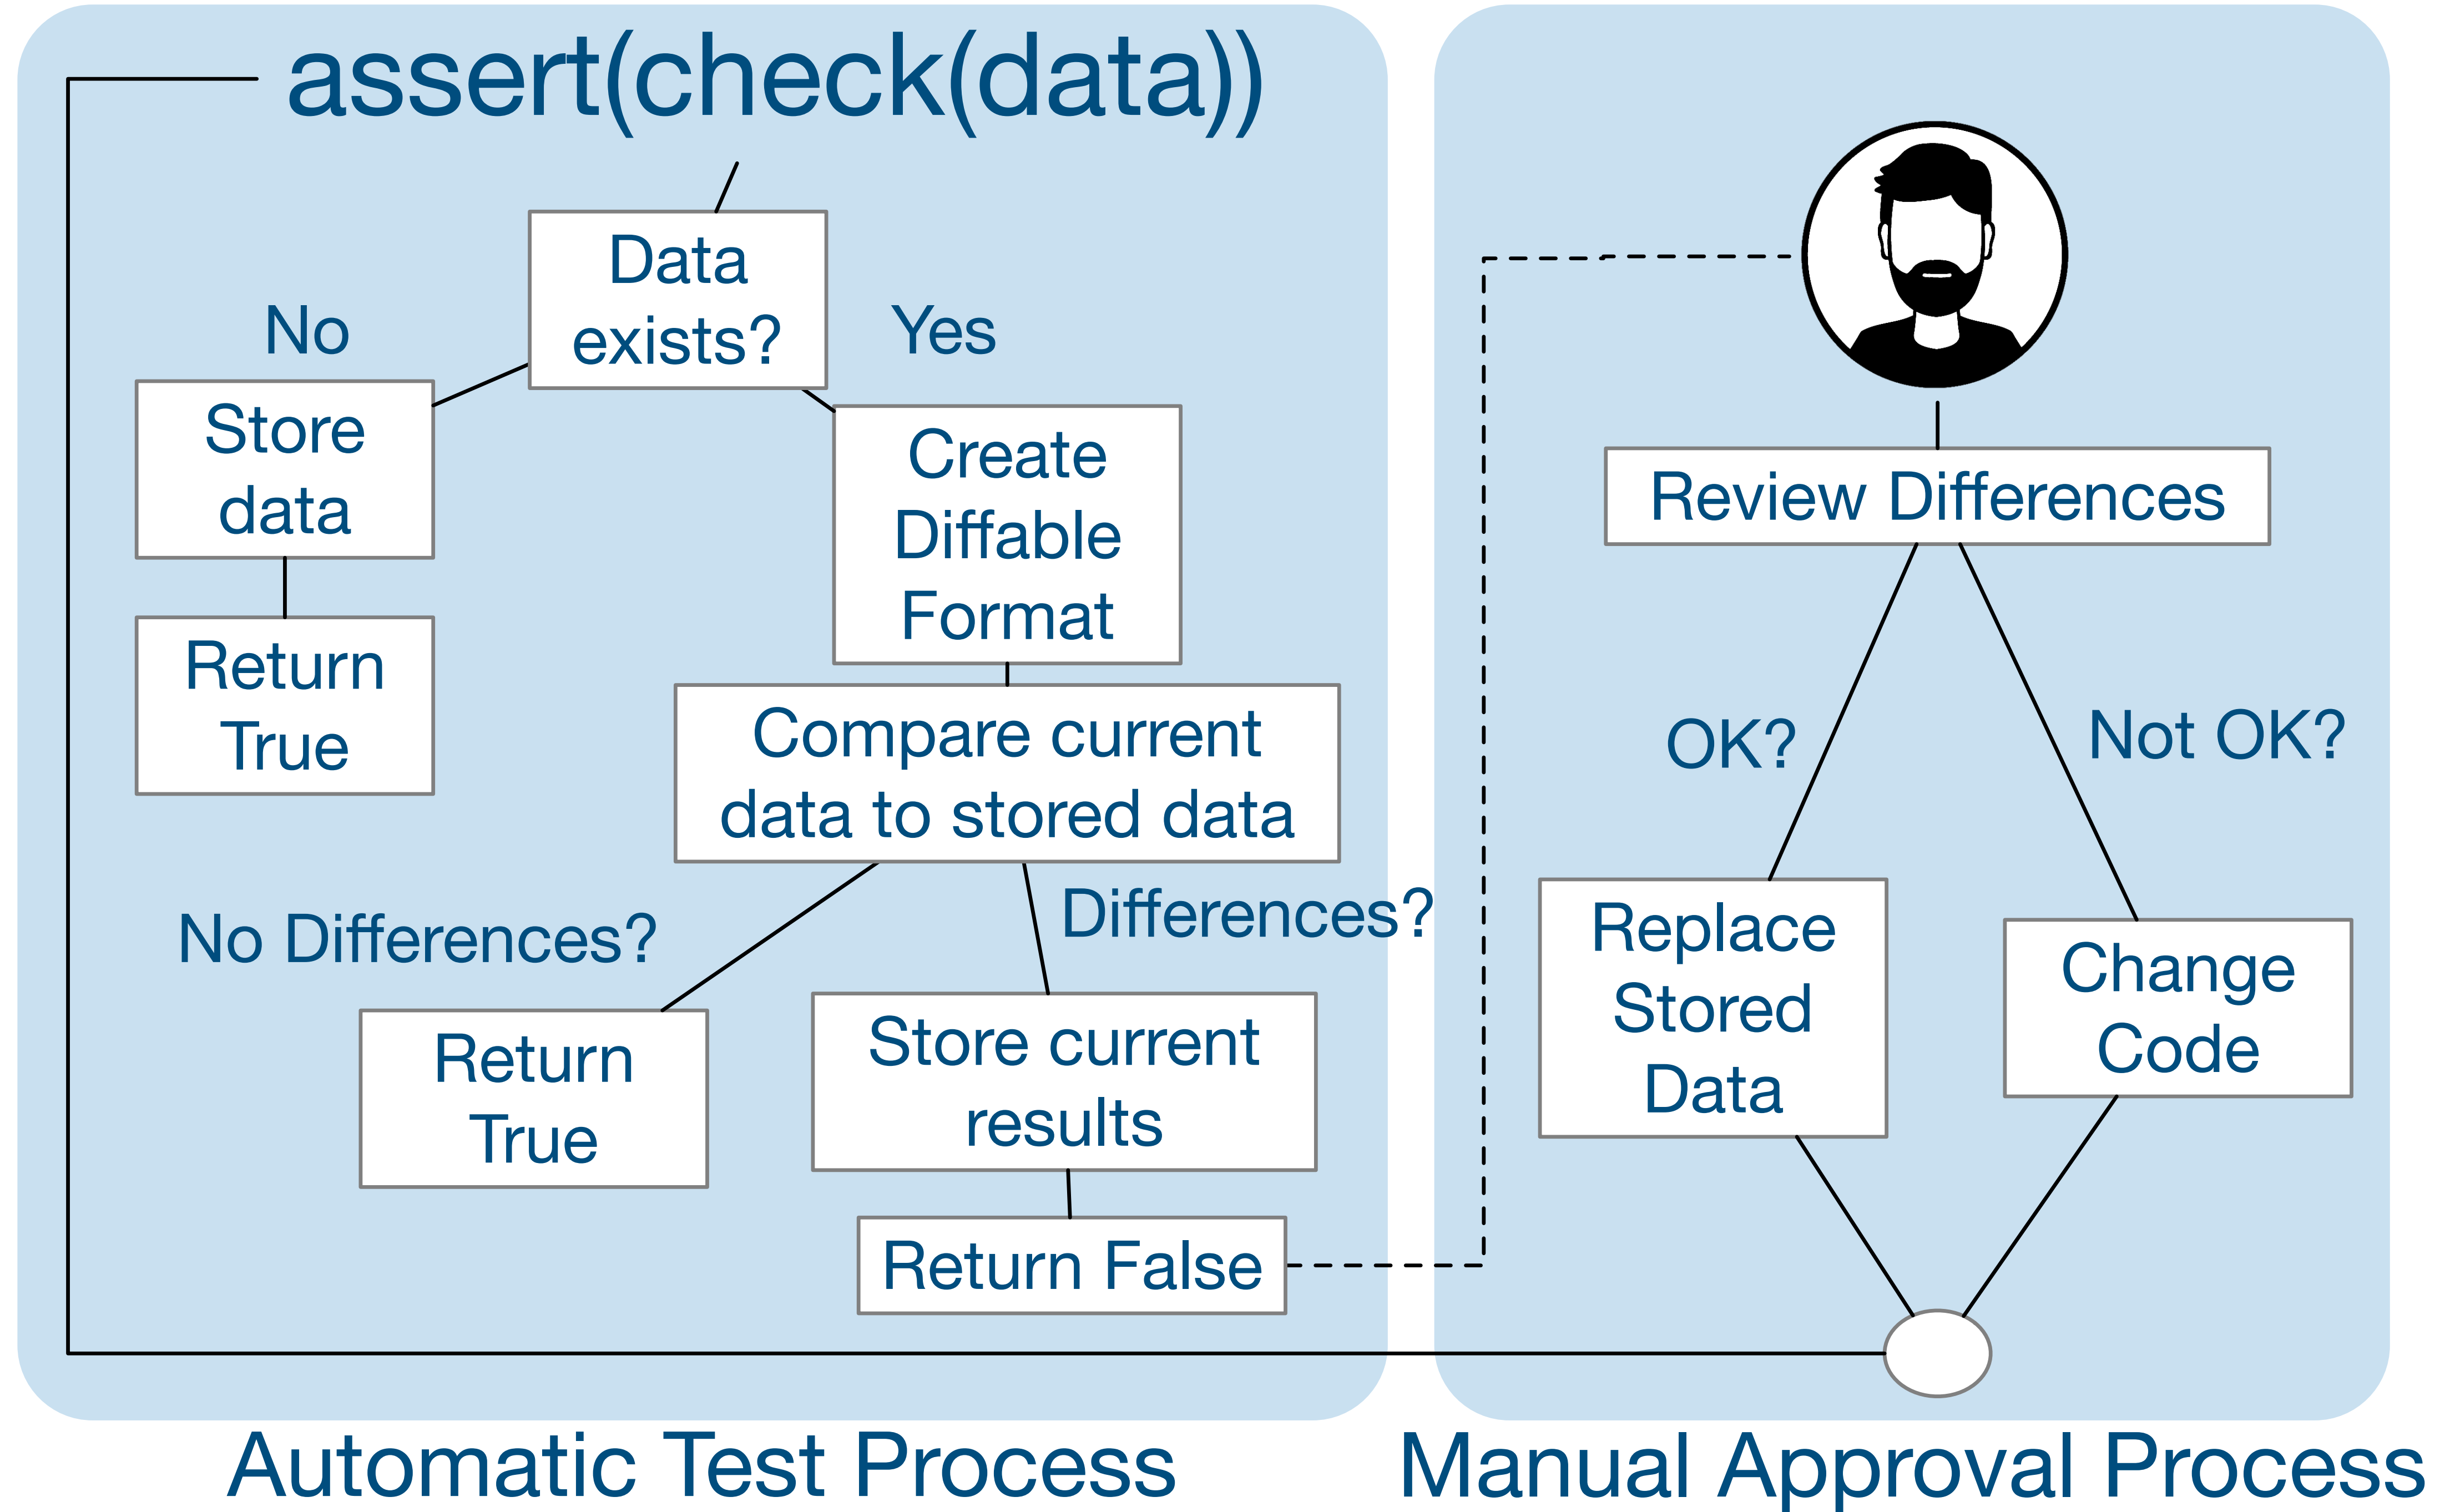 assert(check(data))
Data
exists?
No
Yes
Store
data
Return
True
Create
Diffable
Format
Compare current
data to stored data
No Differences?
Differences?
Return
True
Store current
results
Return False
Automatic Test Process
Review Differences
OK?
Not OK?
Replace
Stored
Data
Change
Code
Manual Approval Process